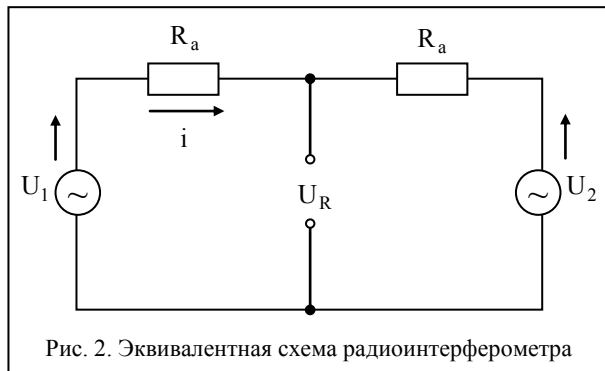 R_a R_a
i
U_1 ~ U_R ~ U_2
Рис. 2. Эквивалентная схема радиоинтерферометра